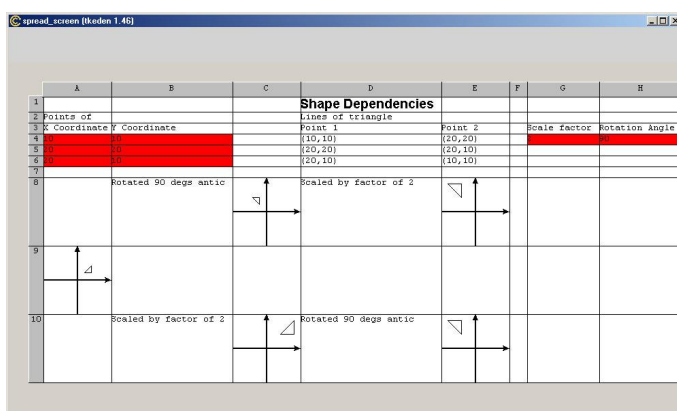 spread_screen (tkeden 1.46)
A B C D E F G H
1 Shape Dependencies
2 Points of Lines of triangle
3 X Coordinate Y Coordinate Point 1 Point 2 Scale factor Rotation Angle
4 10 10 (10,10) (20,20) 90
5 20 20 (20,20) (20,10)
6 20 10 (20,10) (10,10)
7
8 Rotated 90 degs antic Scaled by factor of 2
9
10 Scaled by factor of 2 Rotated 90 degs antic